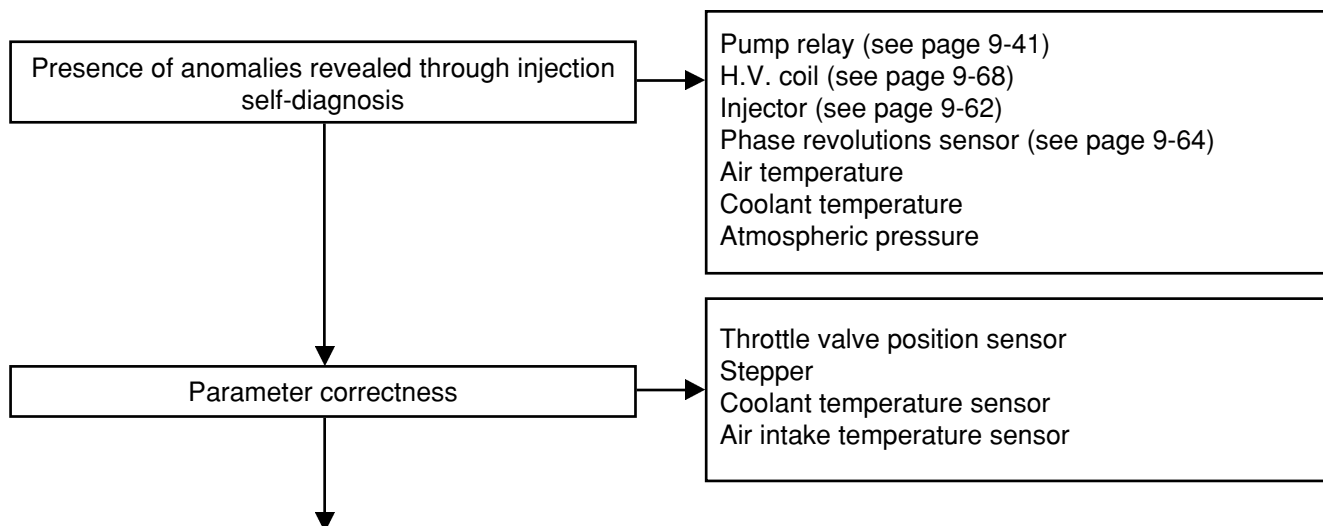 Presence of anomalies revealed through injection
self-diagnosis
Pump relay (see page 9-41)
H.V. coil (see page 9-68)
Injector (see page 9-62)
Phase revolutions sensor (see page 9-64)
Air temperature
Coolant temperature
Atmospheric pressure
Parameter correctness
Throttle valve position sensor
Stepper
Coolant temperature sensor
Air intake temperature sensor